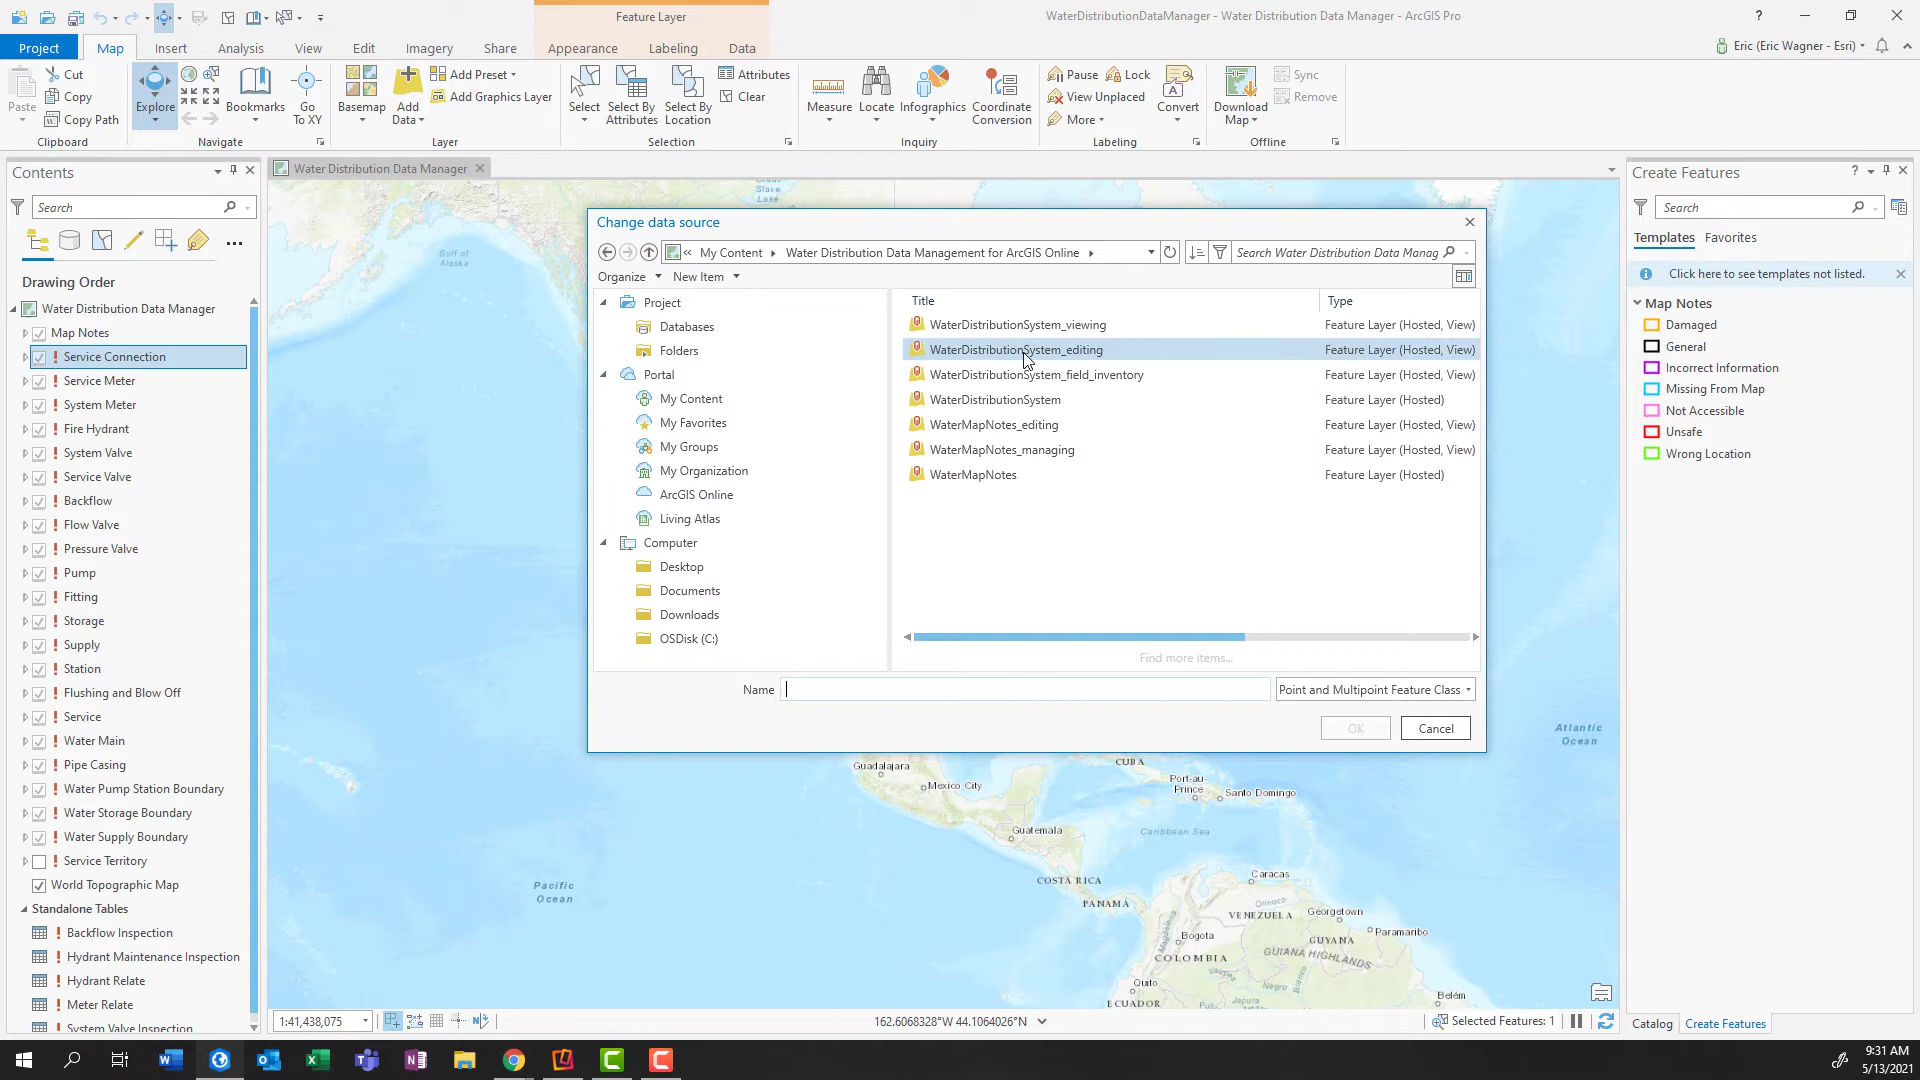 Feature Layer
WaterDistributionDataManager - Water Distribution Data Manager - ArcGIS Pro
?
Project
Map
Insert
Analysis
View
Edit
Imagery
Share
Appearance
Labeling
Data
Eric (Eric Wagner - Esri)
Paste
Cut
Copy
Copy Path
Clipboard
Explore
Bookmarks
Go
To XY
Navigate
Basemap
Add
Data
Add Preset
Add Graphics Layer
Layer
Select
Select By
Attributes
Select By
Location
Attributes
Clear
Selection
Measure
Locate
Infographics
Coordinate
Conversion
Inquiry
Pause
Lock
View Unplaced
More
Convert
Labeling
Download
Map
Sync
Remove
Offline
Contents
Search
Drawing Order
Water Distribution Data Manager
Map Notes
Service Connection
Service Meter
System Meter
Fire Hydrant
System Valve
Service Valve
Backflow
Flow Valve
Pressure Valve
Pump
Fitting
Storage
Supply
Station
Flushing and Blow Off
Service
Water Main
Pipe Casing
Water Pump Station Boundary
Water Storage Boundary
Water Supply Boundary
Service Territory
World Topographic Map
Standalone Tables
Backflow Inspection
Hydrant Maintenance Inspection
Hydrant Relate
Meter Relate
System Valve Inspection
Water Distribution Data Manager
Great
Slave
Lake
Gulf of
Alaska
Pacific
Ocean
Atlantic
Ocean
Guadalajara
Mexico City
CUBA
Port-au-
Prince
Santo Domingo
Guatemala
Caribbean Sea
COSTA RICA
PANAMÁ
Caracas
VENEZUELA
Georgetown
Paramaribo
Bogota
GUYANA
COLOMBIA
GUIANA HIGHLANDS
Quito
ECUADOR
Negro
Japurá
Belém
Change data source
My Content
Water Distribution Data Management for ArcGIS Online
Search Water Distribution Data Manag
Organize
New Item
Project
Databases
Folders
Portal
My Content
My Favorites
My Groups
My Organization
ArcGIS Online
Living Atlas
Computer
Desktop
Documents
Downloads
OSDisk (C:)
Title
Type
WaterDistributionSystem_viewing
Feature Layer (Hosted, View)
WaterDistributionSystem_editing
Feature Layer (Hosted, View)
WaterDistributionSystem_field_inventory
Feature Layer (Hosted, View)
WaterDistributionSystem
Feature Layer (Hosted)
WaterMapNotes_editing
Feature Layer (Hosted, View)
WaterMapNotes_managing
Feature Layer (Hosted, View)
WaterMapNotes
Feature Layer (Hosted)
Find more items...
Name
Point and Multipoint Feature Class
OK
Cancel
Create Features
?
Search
Templates
Favorites
Click here to see templates not listed.
Map Notes
Damaged
General
Incorrect Information
Missing From Map
Not Accessible
Unsafe
Wrong Location
1:41,438,075
162.6068328°W 44.1064026°N
Selected Features: 1
Catalog
Create Features
9:31 AM
5/13/2021